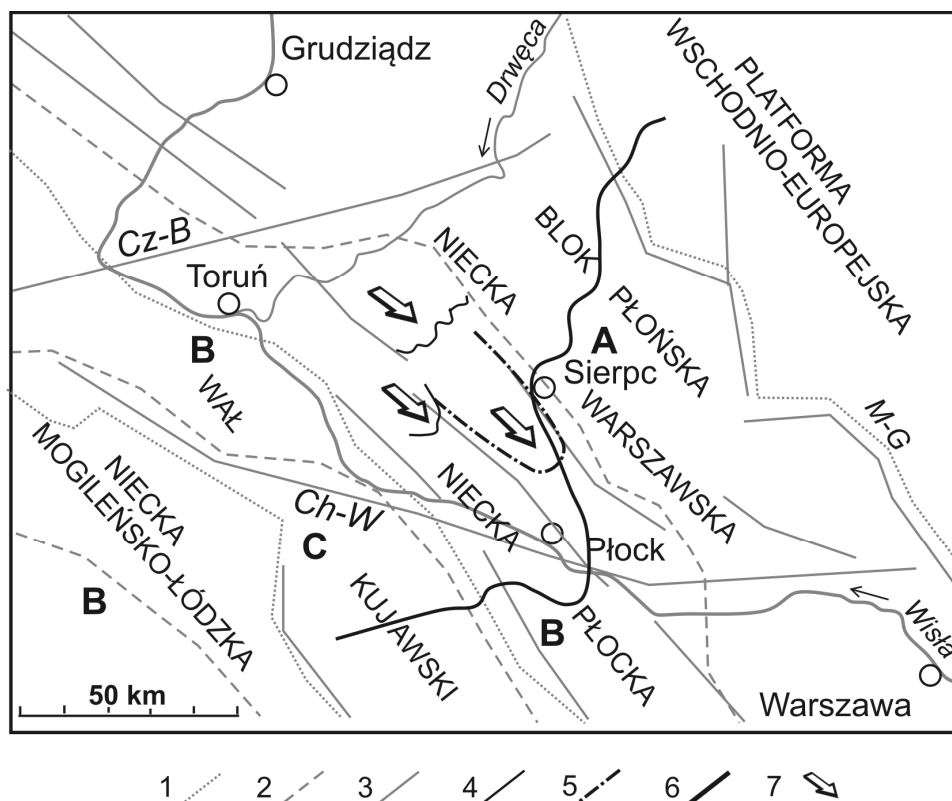 Grudziądz
Drwęca
PLATFORMA
WSCHODNIO-EUROPEJSKA
Cz-B
Toruń
NIECKA
BLOK
PŁOŃSKA
A
Sierpc
WARSZAWSKA
B
WAŁ
M-G
NIECKA
MOGILEŃSKO-ŁÓDZKA
NIECKA
Ch-W
C
Płock
KUJAWSKI
B
B
PŁOCKA
Wisła
50 km
Warszawa
1 2 3 4 5 6 7